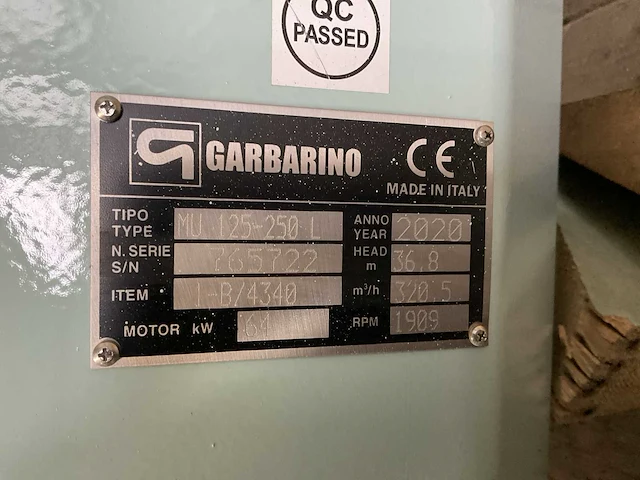 QC
PASSED
GARBARINO
CE
MADE IN ITALY
TIPO
TYPE
MU 125-250 L
ANNO
YEAR
2020
N. SERIE
S/N
265722
HEAD
m
36.8
ITEM
1-B/4340
m³/h
320.5
MOTOR kW
RPM
1909